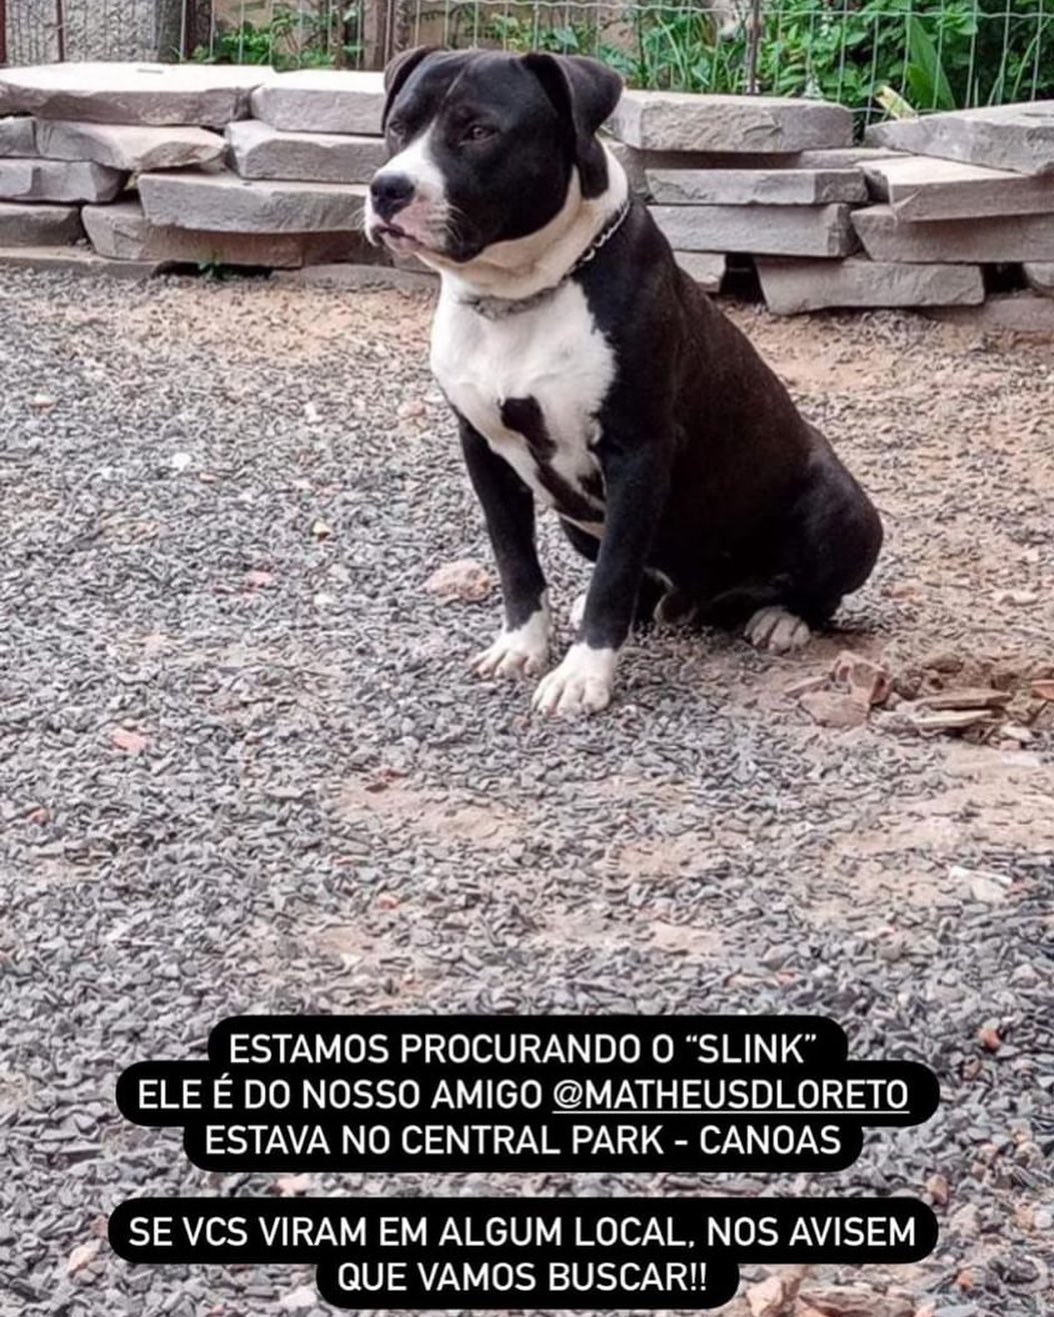 ESTAMOS PROCURANDO O “SLINK”
ELE É DO NOSSO AMIGO @MATHEUSDLORETO
ESTAVA NO CENTRAL PARK - CANOAS
SE VCS VIRAM EM ALGUM LOCAL, NOS AVISEM
QUE VAMOS BUSCAR!!